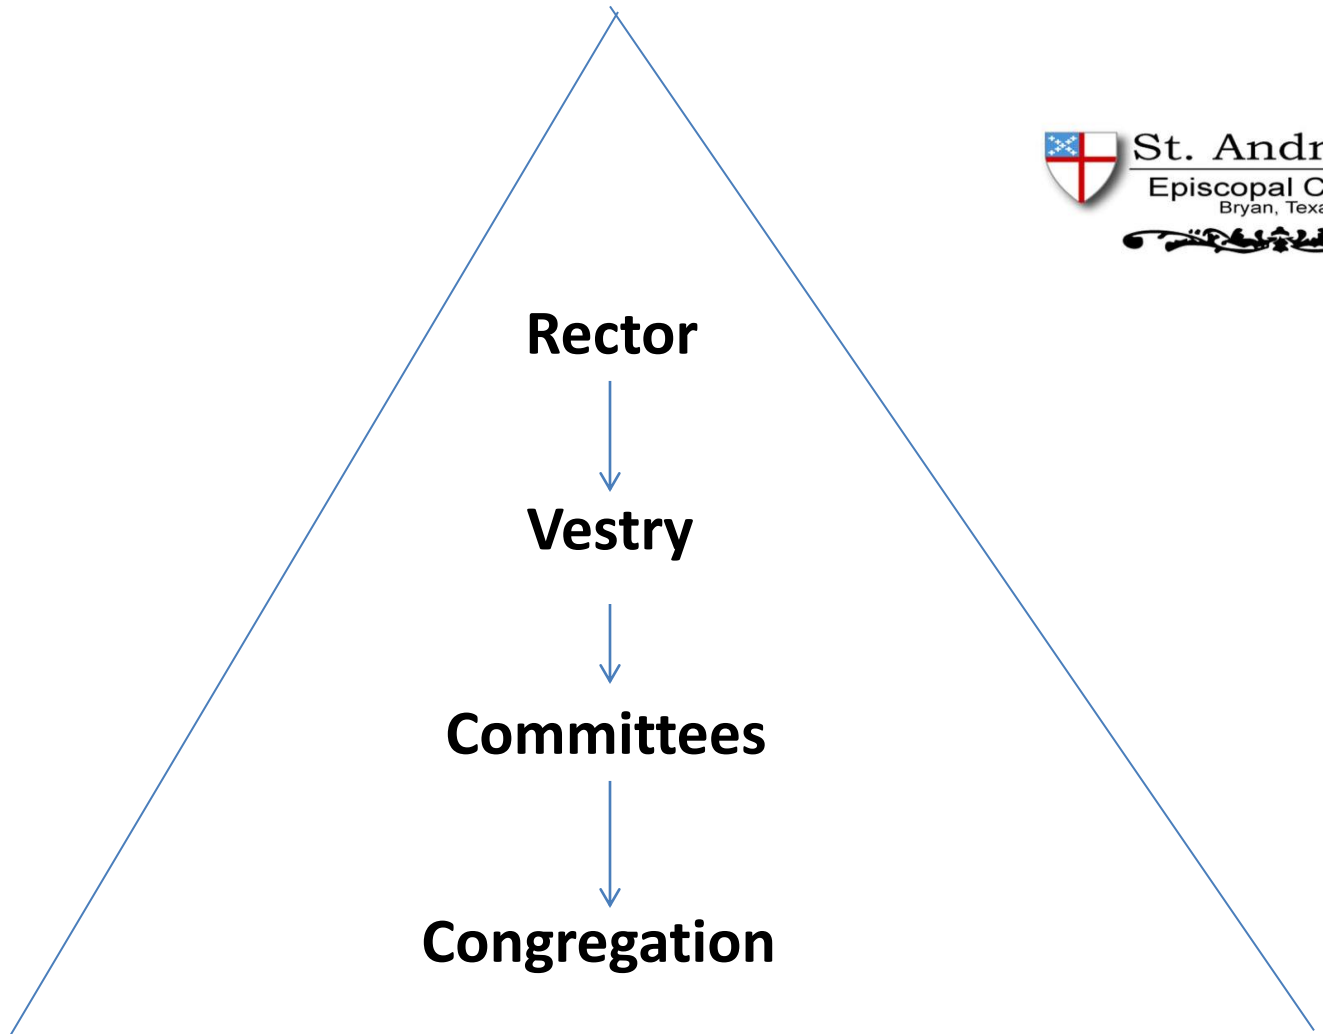 St. Andr
Episcopal C
Bryan, Texa
Rector
Vestry
Committees
Congregation